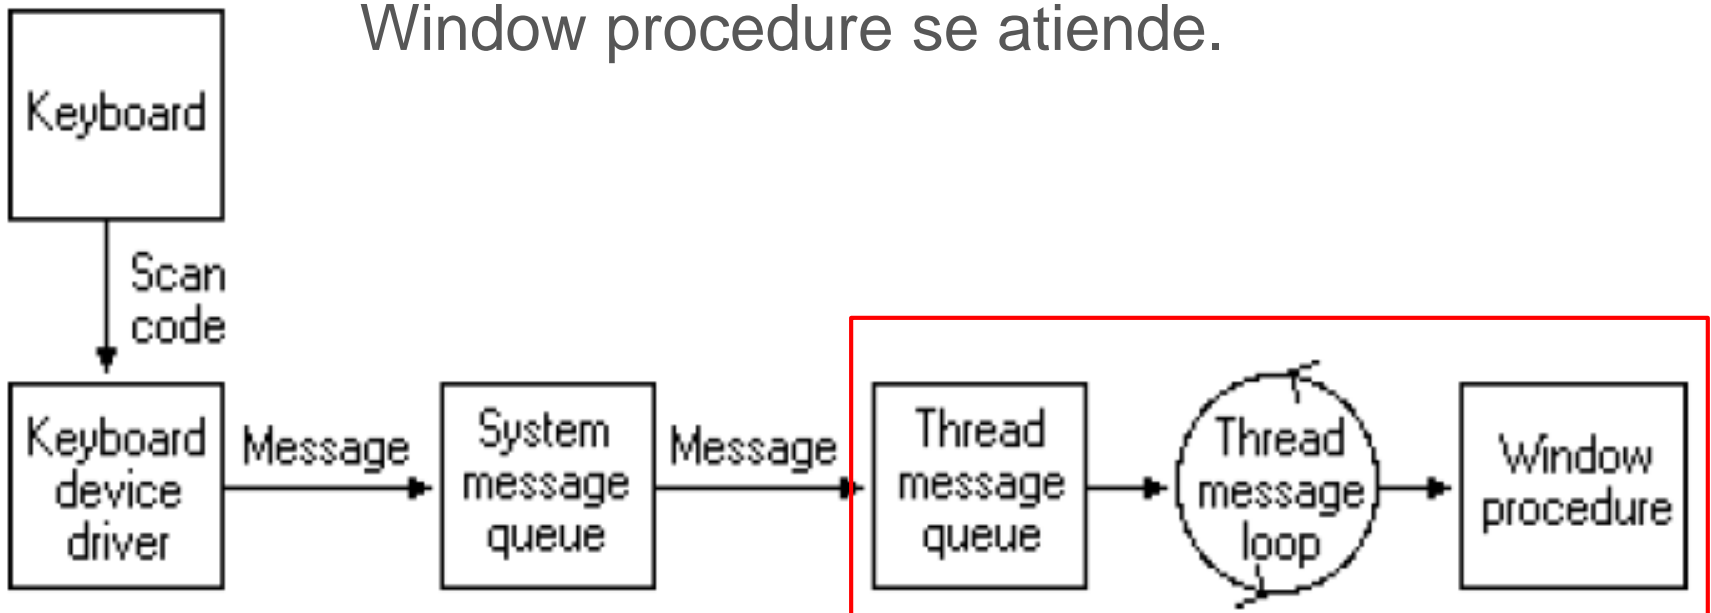 Window procedure se atiende.
Keyboard
Scan
code
Keyboard
device
driver
Message
System
message
queue
Message
Thread
message
queue
Thread
message
loop
Window
procedure